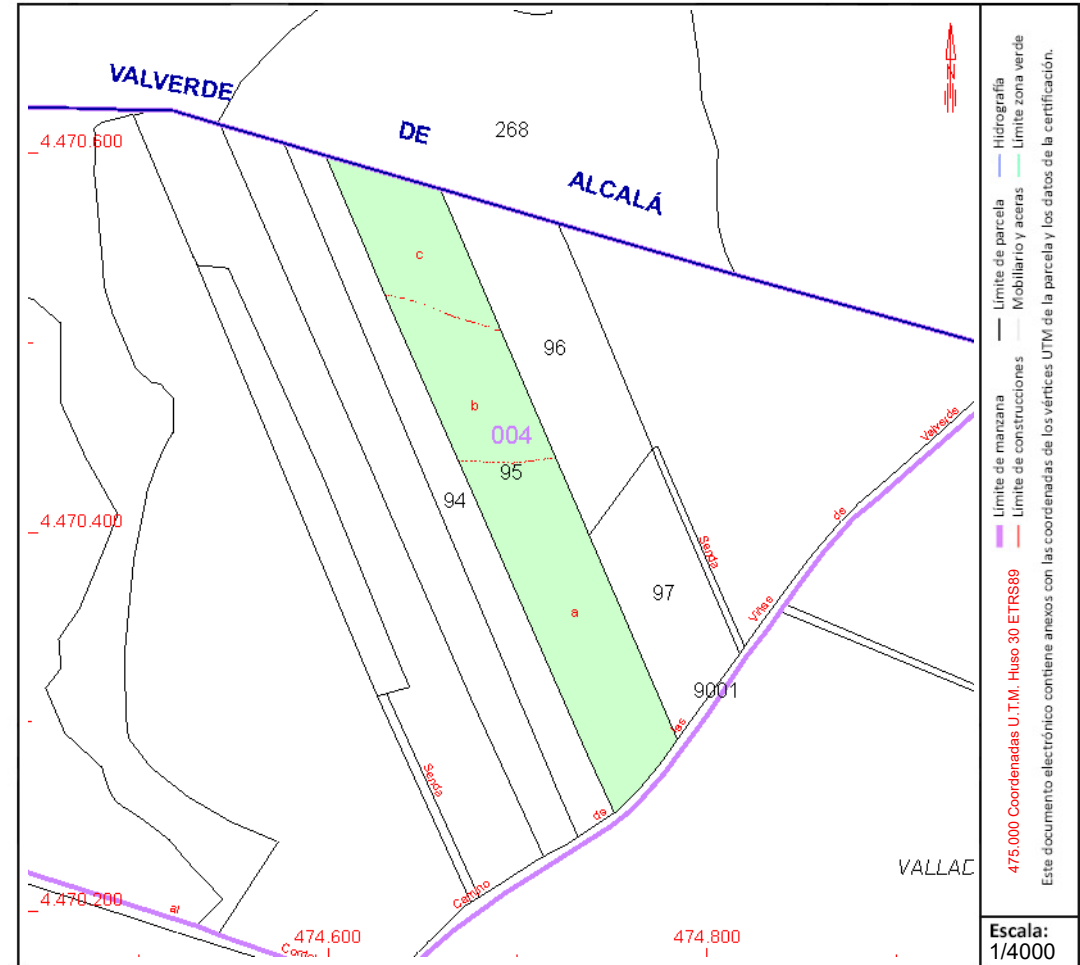 VALVERDE
DE
ALCALÁ
268
4.470.600
c
96
b
004
95
94
4.470.400
a
97
Senda
Valverde
de
Viñas
9001
las
de
Senda
Camino
VALLAD
4.470.200
al
Cordel
474.600
474.800
N
Límite de manzana
Límite de parcela
Hidrografía
Límite de construcciones
Mobiliario y aceras
Límite zona verde
475.000 Coordenadas U.T.M. Huso 30 ETRS89
Este documento electrónico contiene anexos con las coordenadas de los vértices UTM de la parcela y los datos de la certificación.
Escala:
1/4000